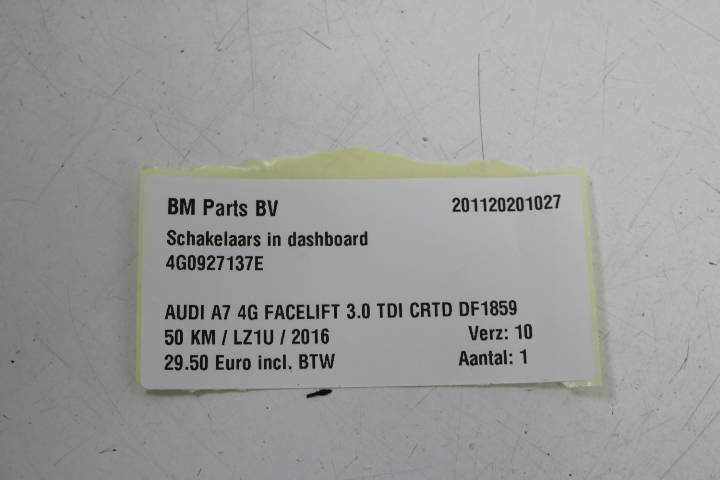 BM Parts BV 201120201027
Schakelaars in dashboard
4G0927137E
AUDI A7 4G FACELIFT 3.0 TDI CRTD DF1859
50 KM / LZ1U / 2016 Verz: 10
29.50 Euro incl. BTW Aantal: 1